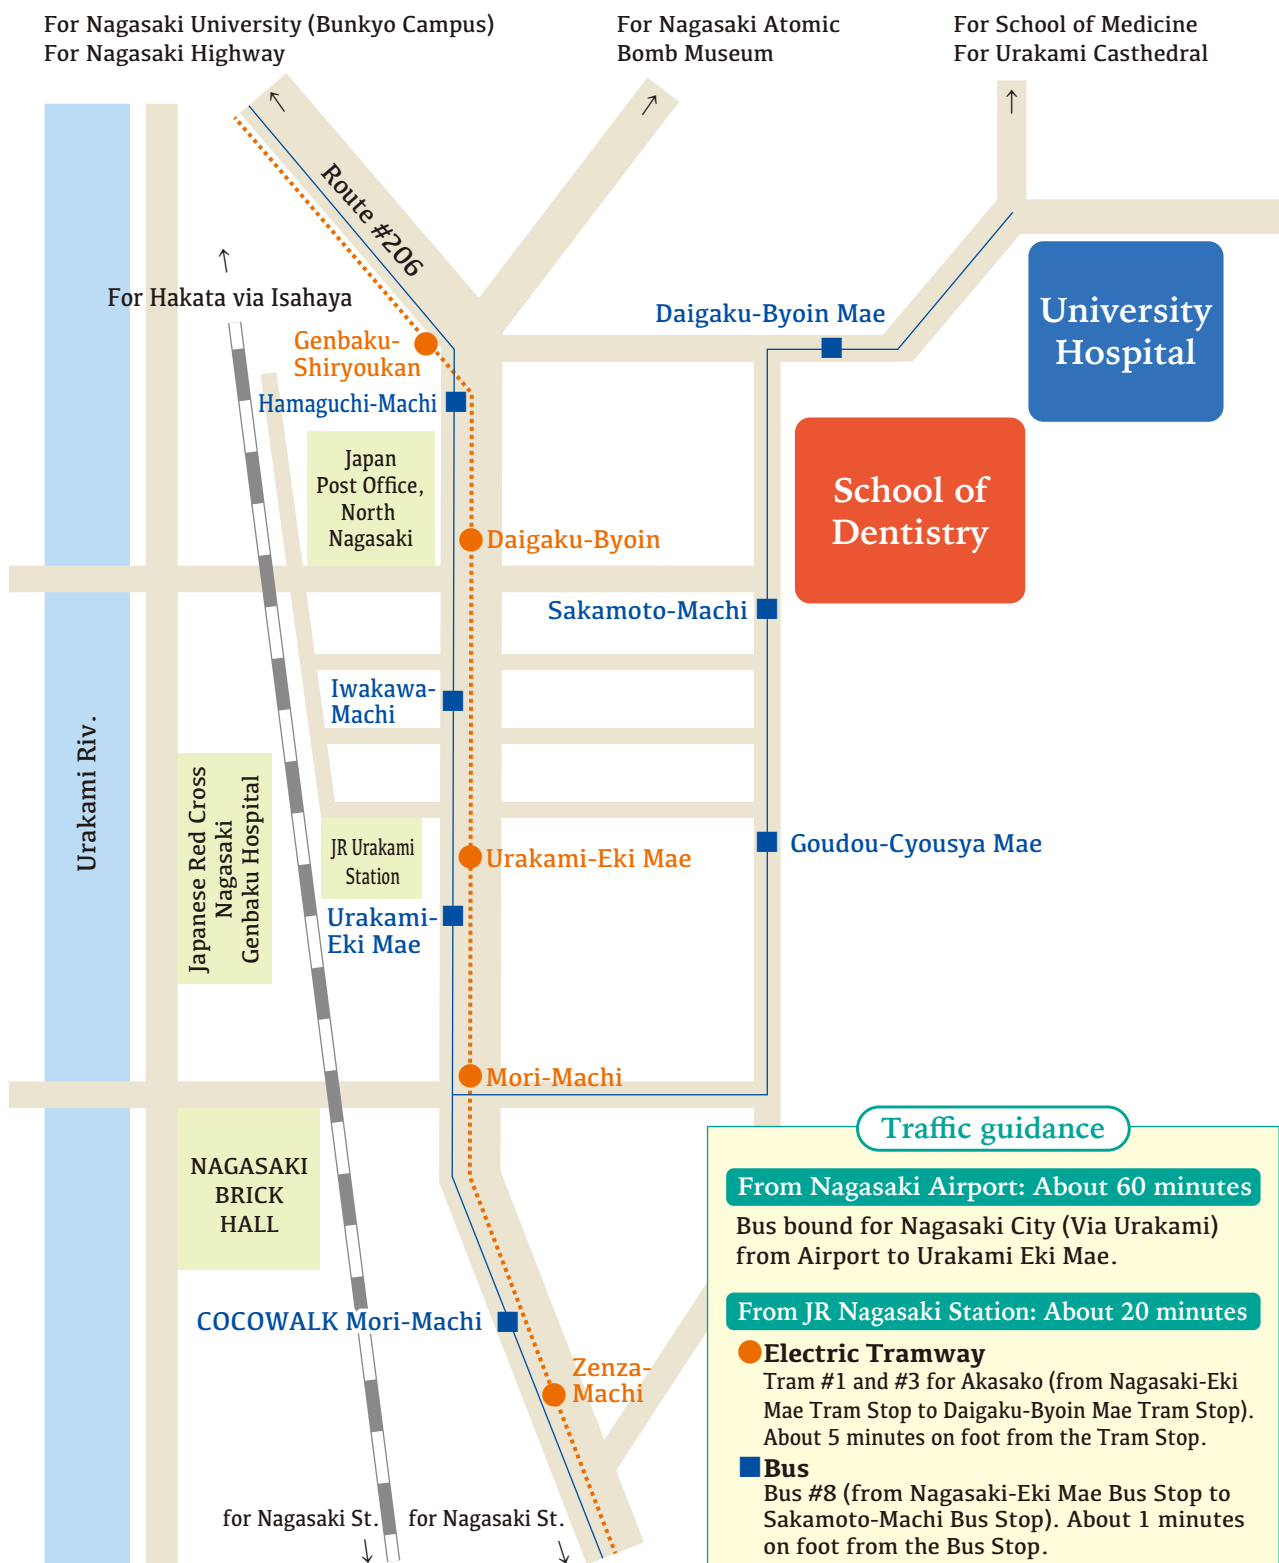 For Nagasaki University (Bunkyo Campus)
For Nagasaki Highway
For Nagasaki Atomic
Bomb Museum
For School of Medicine
For Urakami Casthedral
Route #206
For Hakata via Isahaya
Genbaku-
Shiryoukan
Hamaguchi-Machi
Daigaku-Byoin Mae
University
Hospital
Japan
Post Office,
North
Nagasaki
School of
Dentistry
Daigaku-Byoin
Sakamoto-Machi
Iwakawa-
Machi
Urakami Riv.
Japanese Red Cross
Nagasaki
Genbaku Hospital
JR Urakami
Station
Urakami-Eki Mae
Goudou-Cyousya Mae
Urakami-
Eki Mae
Mori-Machi
NAGASAKI
BRICK
HALL
COCOWALK Mori-Machi
Zenza-
Machi
for Nagasaki St.
for Nagasaki St.
Traffic guidance
From Nagasaki Airport: About 60 minutes
Bus bound for Nagasaki City (Via Urakami)
from Airport to Urakami Eki Mae.
From JR Nagasaki Station: About 20 minutes
Electric Tramway
Tram #1 and #3 for Akasako (from Nagasaki-Eki
Mae Tram Stop to Daigaku-Byoin Mae Tram Stop).
About 5 minutes on foot from the Tram Stop.
Bus
Bus #8 (from Nagasaki-Eki Mae Bus Stop to
Sakamoto-Machi Bus Stop). About 1 minutes
on foot from the Bus Stop.